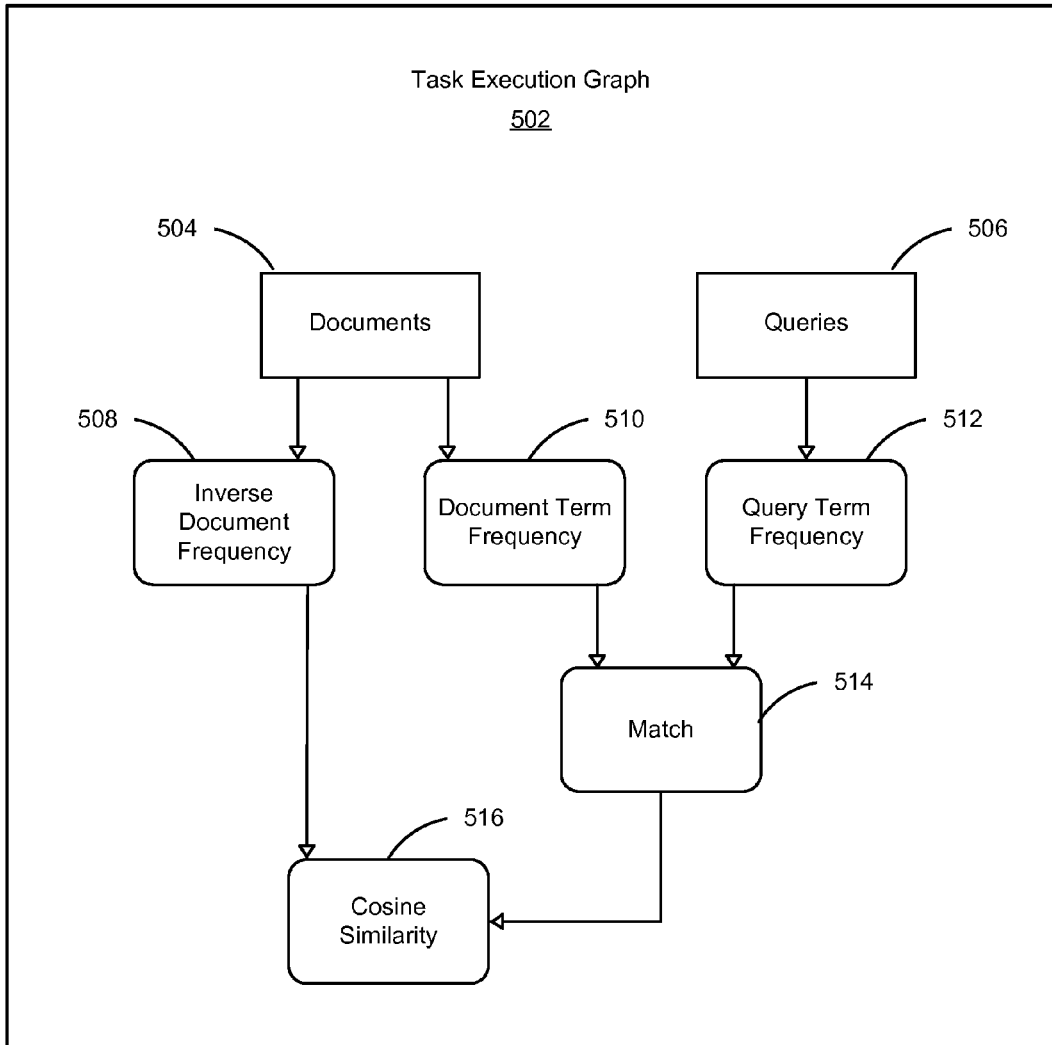 Task Execution Graph
502
504
506
Documents
Queries
508
510
512
Inverse
Document
Frequency
Document Term
Frequency
Query Term
Frequency
514
Match
516
Cosine
Similarity